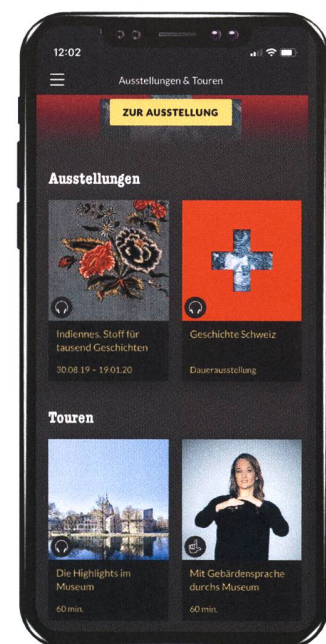 12:02
Ausstellungen & Touren
ZUR AUSSTELLUNG
Ausstellungen
Indiennes. Stoff für
tausend Geschichten
30.08.19 – 19.01.20
Geschichte Schweiz
Dauerausstellung
Touren
Die Highlights im
Museum
60 min.
Mit Gebärdensprache
durchs Museum
60 min.